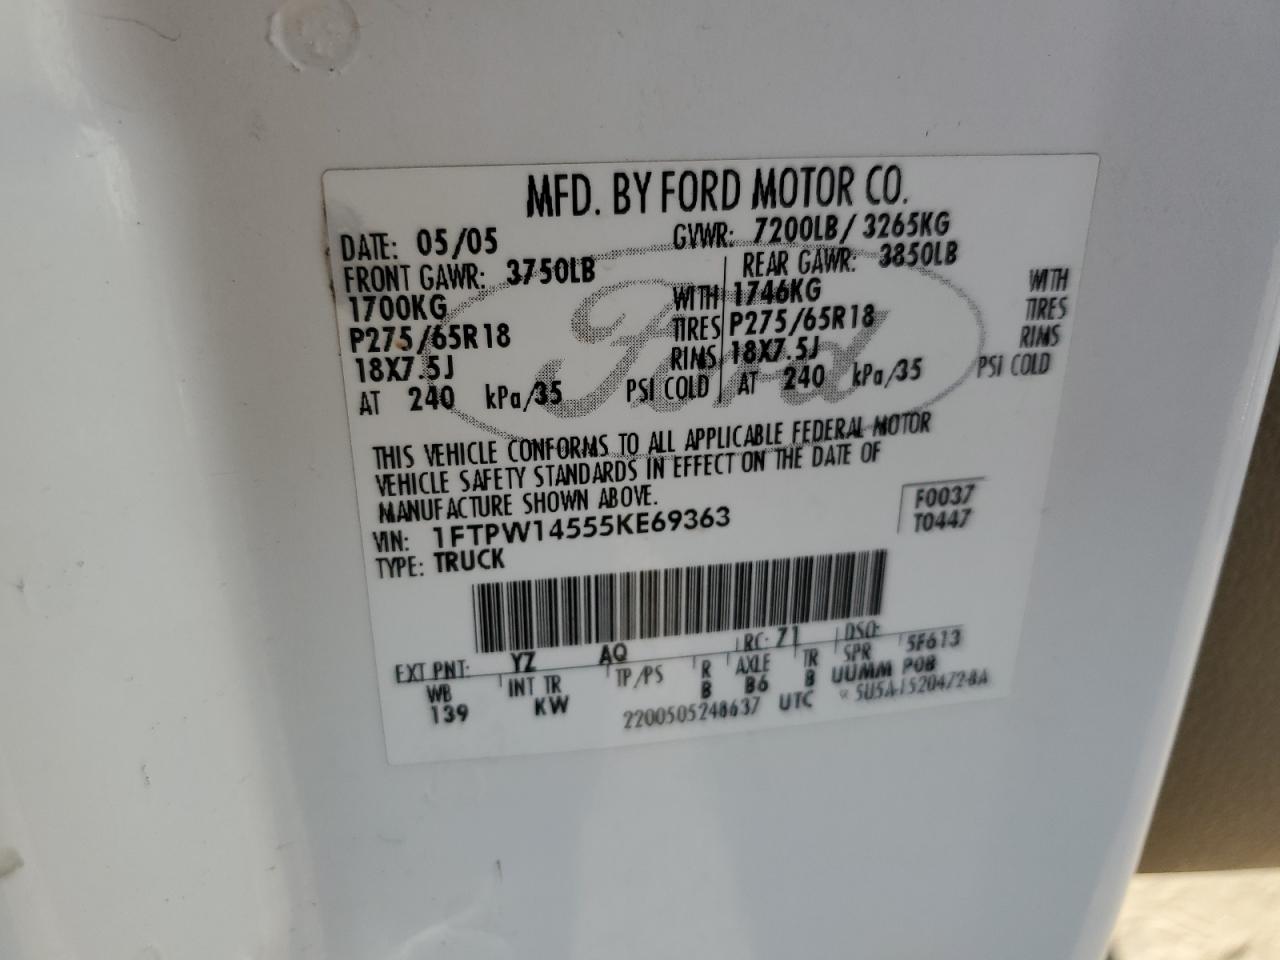 MFD. BY FORD MOTOR CO.
DATE: 05/05 GVWR: 7200LB/ 3265KG
FRONT GAWR: 3750LB REAR GAWR: 3850LB
1700KG WITH 1746KG WITH
P275/65R18 TIRES P275/65R18 TIRES
18X7.5J RIMS 18X7.5J RIMS
AT 240 kPa/35 PSI COLD AT 240 kPa/35 PSI COLD
Ford
THIS VEHICLE CONFORMS TO ALL APPLICABLE FEDERAL MOTOR
VEHICLE SAFETY STANDARDS IN EFFECT ON THE DATE OF
MANUFACTURE SHOWN ABOVE.
F0037
VIN: 1FTPW14555KE69363
T0447
TYPE: TRUCK
EXT PNT: YZ AQ RC: 71 DSO: 5F613
WB INT TR TP/PS R AXLE TR SPR
139 KW B B6 B UUMM P0B
2200505248637 UTC 5U5A-1520472-BA